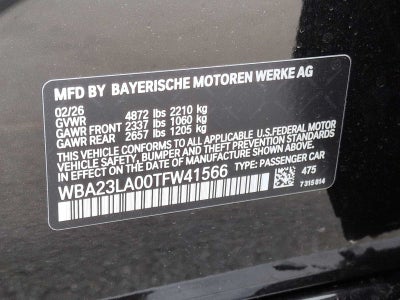 MFD BY BAYERISCHE MOTOREN WERKE AG
02/26
GVWR 4872 lbs 2210 kg
GAWR FRONT 2337 lbs 1060 kg
GAWR REAR 2657 lbs 1205 kg
THIS VEHICLE CONFORMS TO ALL APPLICABLE U.S.FEDERAL MOTOR
VEHICLE SAFETY, BUMPER, AND THEFT PREVENTION STANDARDS
IN EFFECT ON THE DATE OF MANUFACTURE SHOWN ABOVE.
WBA23LA00TFW41566 TYPE: PASSENGER CAR
475
7 315 814